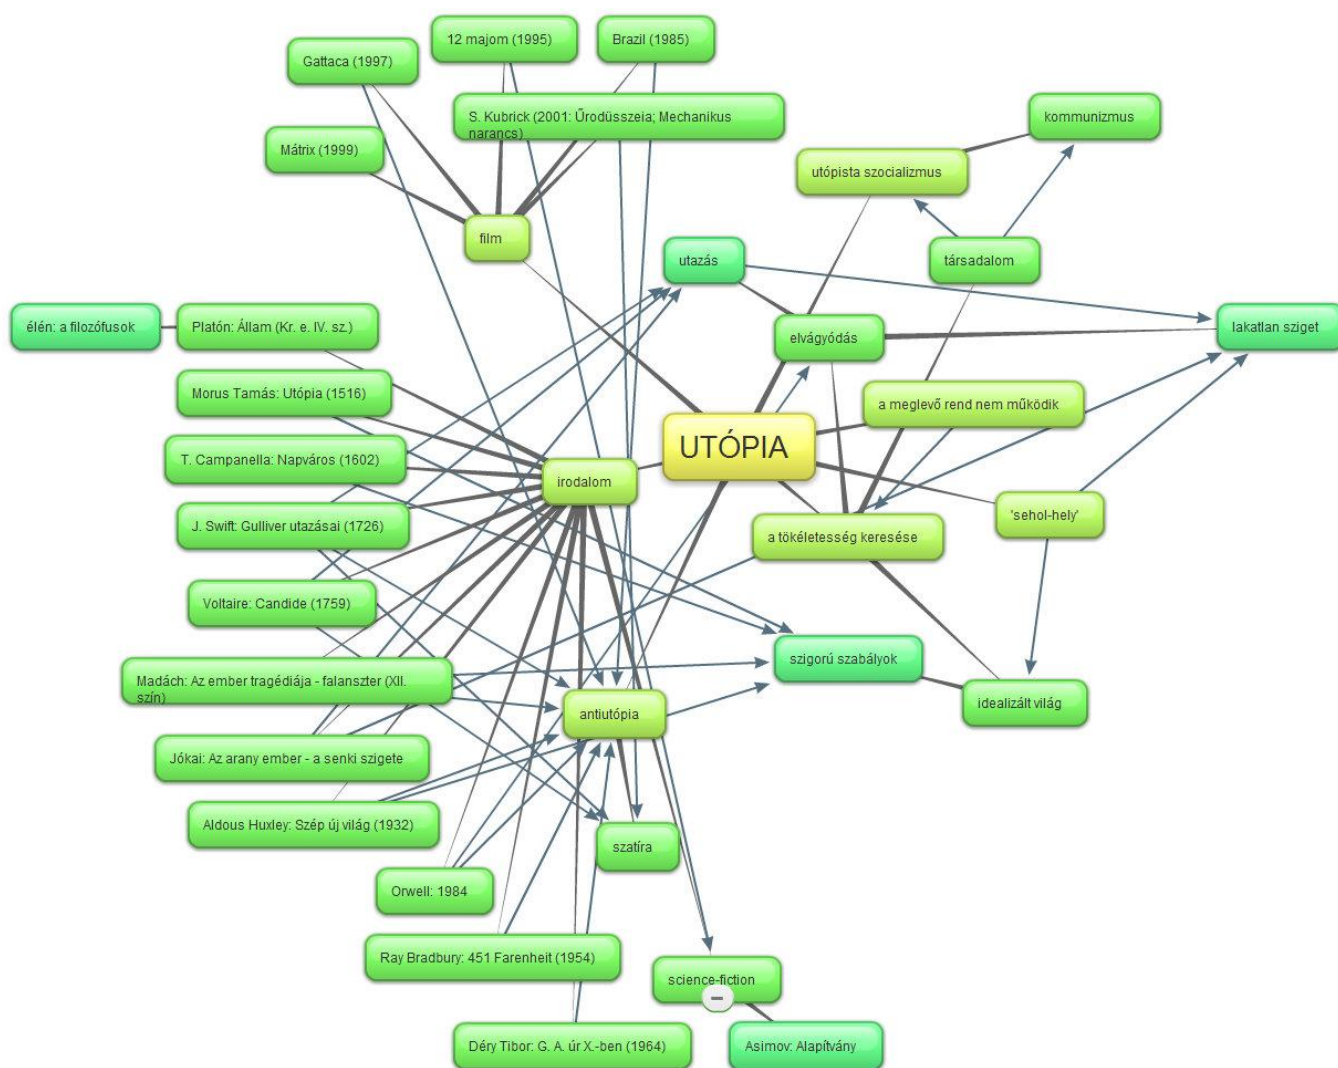 12 majom (1995)
Brazil (1985)
Gattaca (1997)
S. Kubrick (2001: Űrodüsszeia; Mechanikus
narancs)
kommunizmus
Mátrix (1999)
utópista szocializmus
film
utazás
társadalom
élén: a filozófusok
Platón: Állam (Kr. e. IV. sz.)
elvágyódás
lakatlan sziget
Morus Tamás: Utópia (1516)
a meglevő rend nem működik
UTÓPIA
T. Campanella: Napváros (1602)
irodalom
'sehol-hely'
J. Swift: Gulliver utazásai (1726)
a tökéletesség keresése
Voltaire: Candide (1759)
szigorú szabályok
Madách: Az ember tragédiája - falanszter (XII.
szín)
idealizált világ
antiutópia
Jókai: Az arany ember - a senki szigete
Aldous Huxley: Szép új világ (1932)
szatíra
Orwell: 1984
Ray Bradbury: 451 Farenheit (1954)
science-fiction
Déry Tibor: G. A. úr X.-ben (1964)
Asimov: Alapítvány